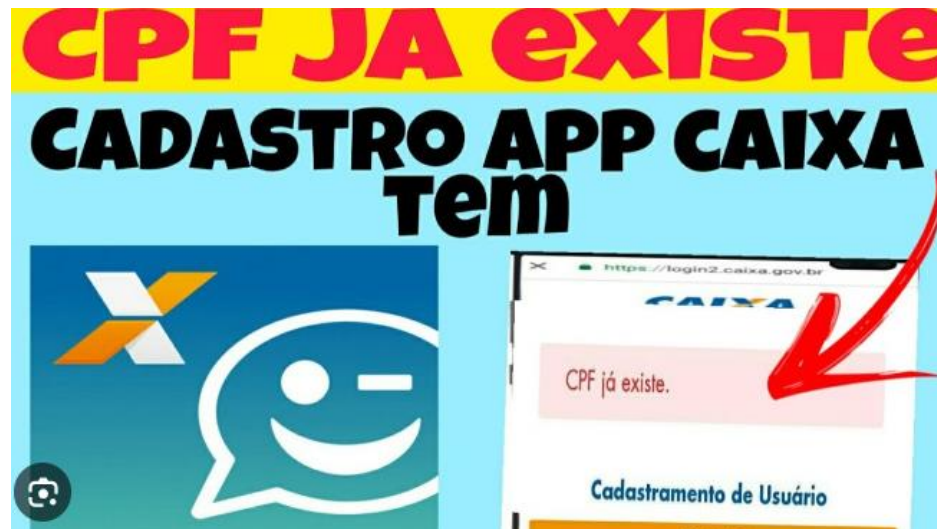 CPF JA eXISTe
CADASTRO APP CAIXA
Tem
https://login2.caixa.gov.br
CAIXA
CPF já existe.
Cadastramento de Usuário